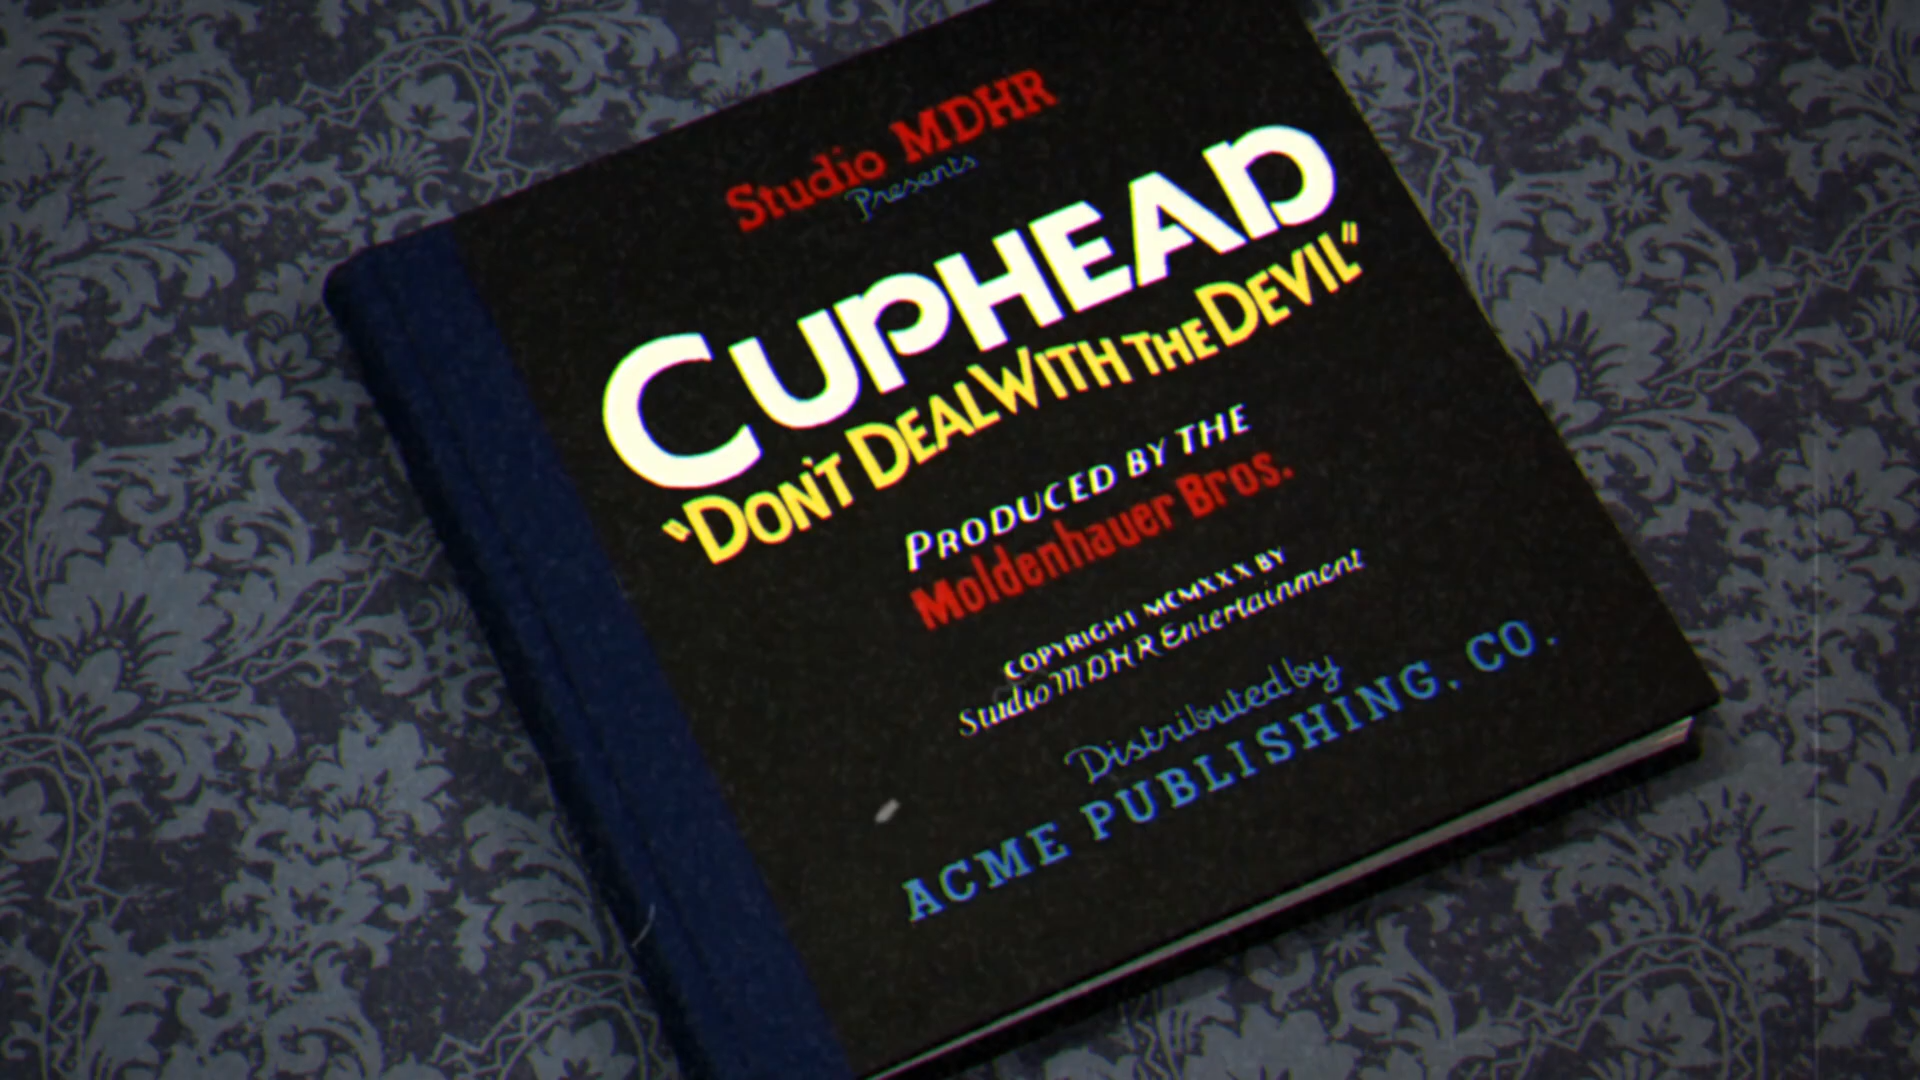 Studio MDHR
Presents
CUPHEAD
"DON'T DEAL WITH THE DEVIL"
PRODUCED BY THE
Moldenhauer Bros.
COPYRIGHT MCMXXX BY
Studio MDHR Entertainment
Distributed by
ACME PUBLISHING. CO.